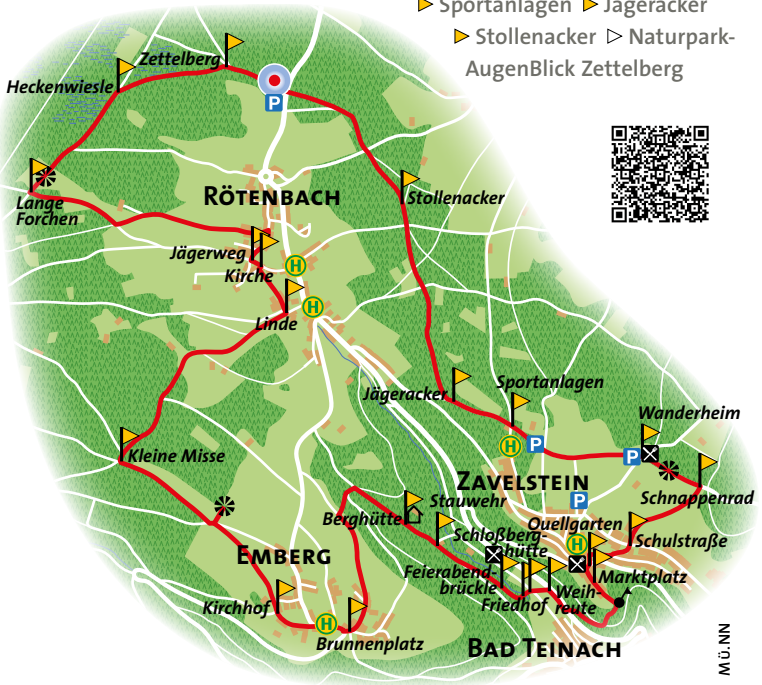 Sportanlagen Jägeracker
Stollenacker Naturpark-
AugenBlick Zettelberg
Zettelberg
Heckenwiesle
P
RÖTENBACH
Stollenacker
Lange
Forchen
Jägerweg
Kirche
H
H
Linde
Jägeracker
Sportanlagen
Wanderheim
Kleine Misse
H
P
P
ZAVELSTEIN
Schnappenrad
P
Berghütte
Stauwehr
Quellgarten
Schloßberg-
hütte
H
Schulstraße
EMBERG
Feierabend-
brückle
Marktplatz
Kirchhof
Friedhof
Weih-
reute
H
Brunnenplatz
BAD TEINACH
MÜ.NN